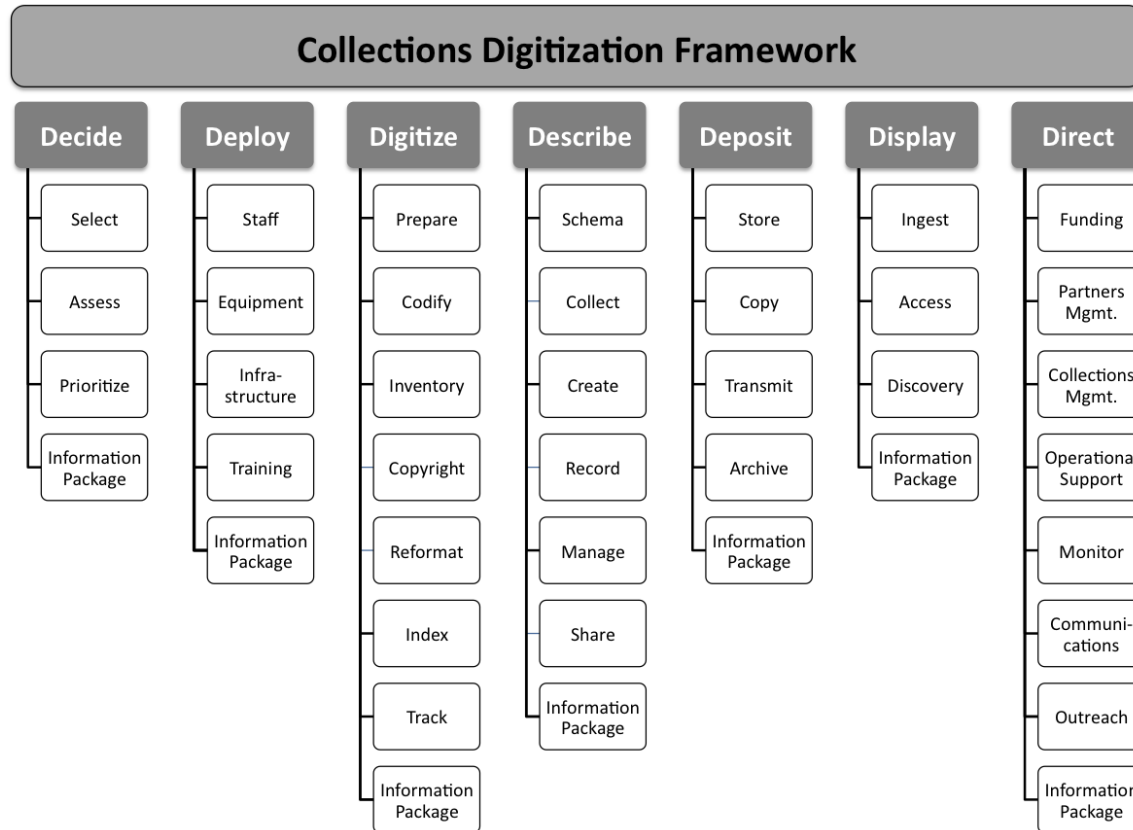 Collections Digitization Framework
Decide
Select
Assess
Prioritize
Information
Package
Deploy
Staff
Equipment
Infra-
structure
Training
Information
Package
Digitize
Prepare
Codify
Inventory
Copyright
Reformat
Index
Track
Information
Package
Describe
Schema
Collect
Create
Record
Manage
Share
Information
Package
Deposit
Store
Copy
Transmit
Archive
Information
Package
Display
Ingest
Access
Discovery
Information
Package
Direct
Funding
Partners
Mgmt.
Collections
Mgmt.
Operational
Support
Monitor
Communi-
cations
Outreach
Information
Package